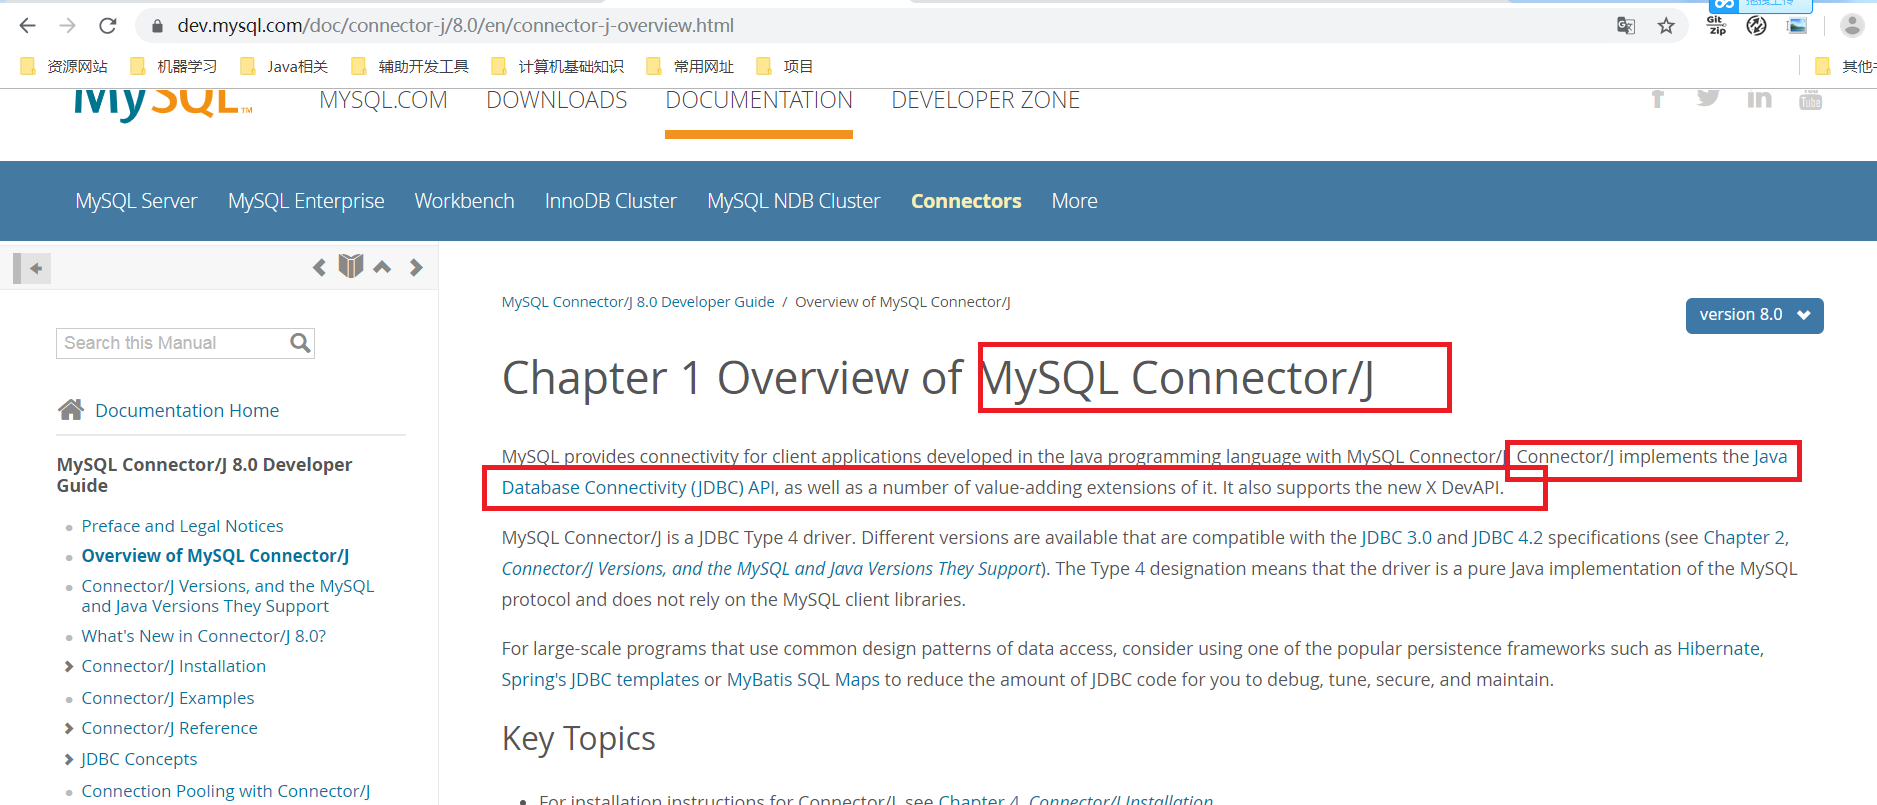 拖拽上传
dev.mysql.com/doc/connector-j/8.0/en/connector-j-overview.html
Git Zip
资源网站 机器学习 Java相关 辅助开发工具 计算机基础知识 常用网址 项目 其他
MySQL™ MYSQL.COM DOWNLOADS DOCUMENTATION DEVELOPER ZONE
f in You Tube
MySQL Server MySQL Enterprise Workbench InnoDB Cluster MySQL NDB Cluster Connectors More
Search this Manual
Documentation Home
MySQL Connector/J 8.0 Developer
Guide
Preface and Legal Notices
Overview of MySQL Connector/J
Connector/J Versions, and the MySQL
and Java Versions They Support
What's New in Connector/J 8.0?
Connector/J Installation
Connector/J Examples
Connector/J Reference
JDBC Concepts
Connection Pooling with Connector/J
MySQL Connector/J 8.0 Developer Guide / Overview of MySQL Connector/J
version 8.0
Chapter 1 Overview of MySQL Connector/J
MySQL provides connectivity for client applications developed in the Java programming language with MySQL Connector/J. Connector/J implements the Java
Database Connectivity (JDBC) API, as well as a number of value-adding extensions of it. It also supports the new X DevAPI.
MySQL Connector/J is a JDBC Type 4 driver. Different versions are available that are compatible with the JDBC 3.0 and JDBC 4.2 specifications (see Chapter 2,
Connector/J Versions, and the MySQL and Java Versions They Support). The Type 4 designation means that the driver is a pure Java implementation of the MySQL
protocol and does not rely on the MySQL client libraries.
For large-scale programs that use common design patterns of data access, consider using one of the popular persistence frameworks such as Hibernate,
Spring's JDBC templates or MyBatis SQL Maps to reduce the amount of JDBC code for you to debug, tune, secure, and maintain.
Key Topics
For installation instructions for Connector/J, see Chapter 4, Connector/J Installation